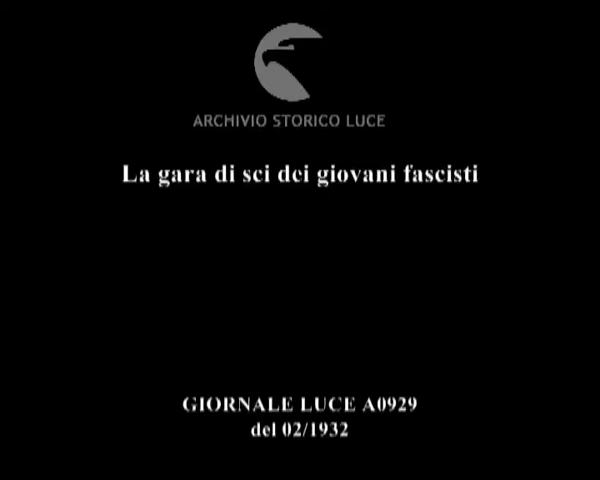 ARCHIVIO STORICO LUCE
La gara di sci dei giovani fascisti
GIORNALE LUCE A0929
del 02/1932